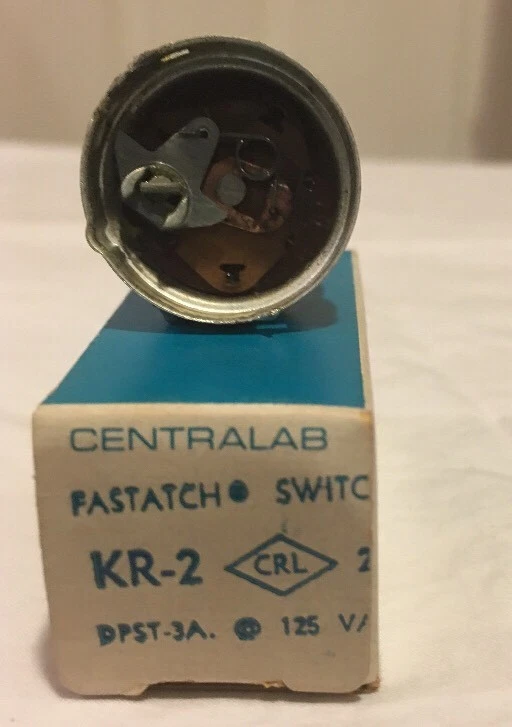 CENTRALAB
FASTATCH® SWITC
KR-2 CRL 2
DPST-3A. @ 125 V/